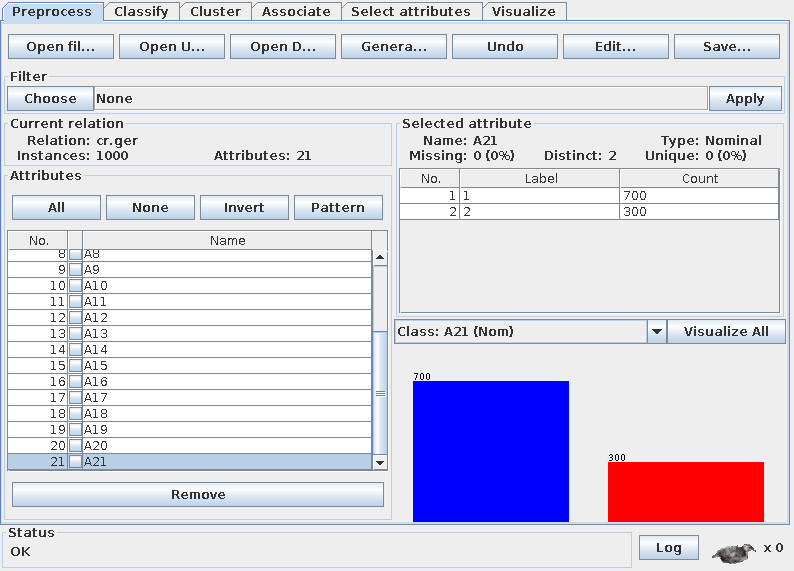 Preprocess Classify Cluster Associate Select attributes Visualize
Open fil... Open U... Open D... Genera... Undo Edit... Save...
Filter
Choose None Apply
Current relation
Relation: cr.ger
Instances: 1000 Attributes: 21
Attributes
All None Invert Pattern
No. Name
8 A8
9 A9
10 A10
11 A11
12 A12
13 A13
14 A14
15 A15
16 A16
17 A17
18 A18
19 A19
20 A20
21 A21
Remove
Selected attribute
Name: A21 Type: Nominal
Missing: 0 (0%) Distinct: 2 Unique: 0 (0%)
No. Label Count
1 1 700
2 2 300
Class: A21 (Nom) Visualize All
700
300
Status
OK
Log x 0